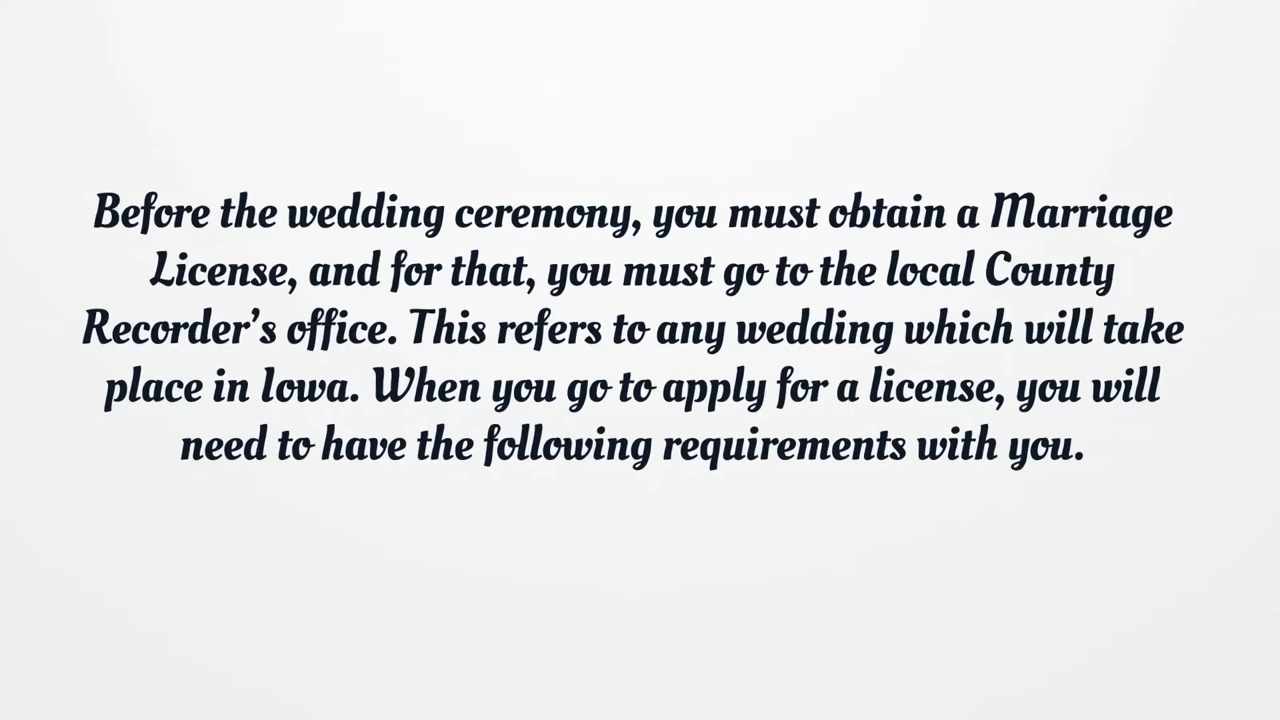 Before the wedding ceremony, you must obtain a Marriage
License, and for that, you must go to the local County
Recorder’s office. This refers to any wedding which will take
place in Iowa. When you go to apply for a license, you will
need to have the following requirements with you.